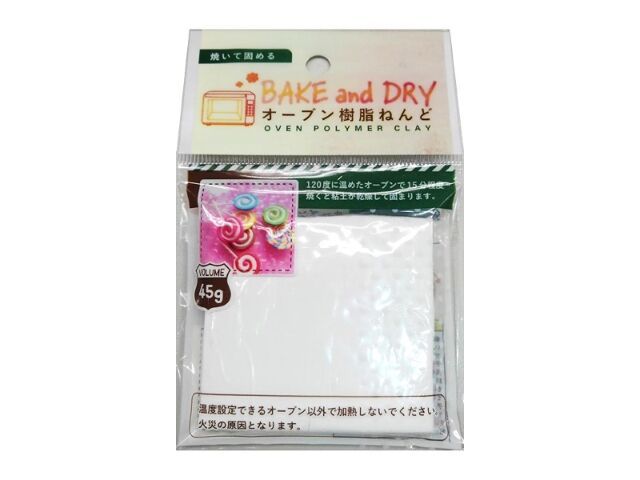 焼いて固める
BAKE and DRY
オーブン樹脂ねんど
OVEN POLYMER CLAY
120度に温めたオーブンで15分程度
焼くと粘土が乾燥して固まります。
VOLUME
45g
温度設定できるオーブン以外で加熱しないでください。
火災の原因となります。